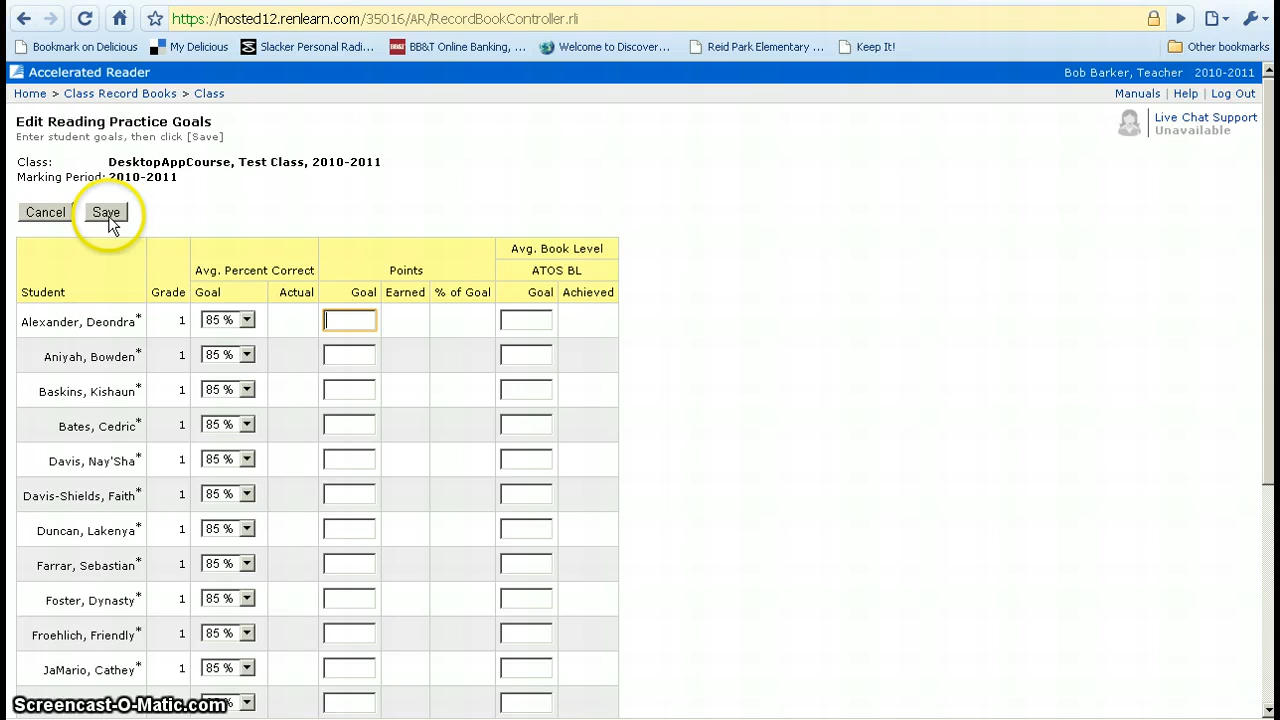 https://hosted12.renlearn.com/35016/AR/RecordBookController.rli
Bookmark on Delicious My Delicious Slacker Personal Radi... BB&T Online Banking, ... Welcome to Discover... Reid Park Elementary ... Keep It! Other bookmarks
Accelerated Reader Bob Barker, Teacher 2010-2011
Home > Class Record Books > Class Manuals | Help | Log Out
Edit Reading Practice Goals
Enter student goals, then click [Save]
Live Chat Support
Unavailable
Class: DesktopAppCourse, Test Class, 2010-2011
Marking Period: 2010-2011
Cancel Save
Avg. Book Level
Avg. Percent Correct Points ATOS BL
Student Grade Goal Actual Goal Earned % of Goal Goal Achieved
Alexander, Deondra* 1 85 %
Aniyah, Bowden* 1 85 %
Baskins, Kishaun* 1 85 %
Bates, Cedric* 1 85 %
Davis, Nay'Sha* 1 85 %
Davis-Shields, Faith* 1 85 %
Duncan, Lakenya* 1 85 %
Farrar, Sebastian* 1 85 %
Foster, Dynasty* 1 85 %
Froehlich, Friendly* 1 85 %
JaMario, Cathey* 1 85 %
Screencast-O-Matic.com